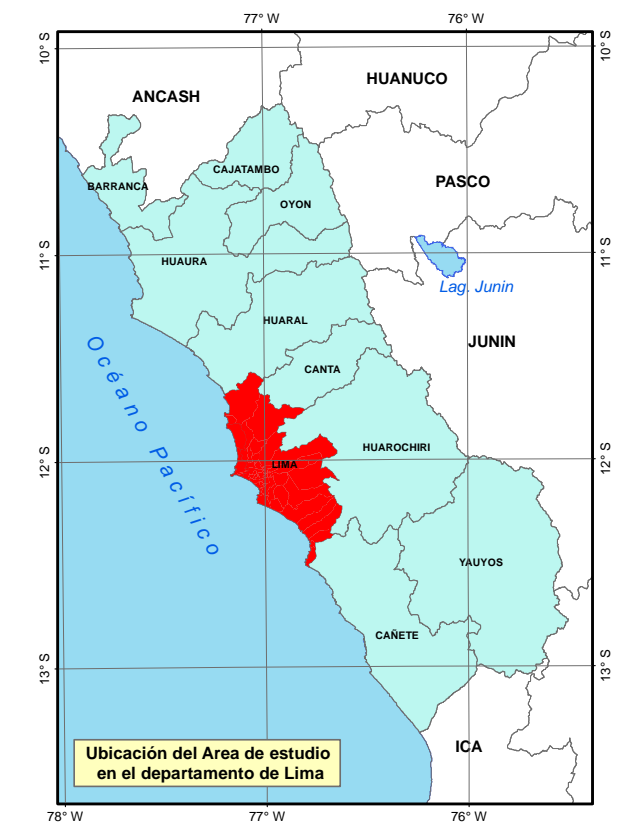 77° W
76° W
10° S
10° S
HUANUCO
ANCASH
CAJATAMBO
PASCO
BARRANCA
OYON
11° S
11° S
HUAURA
Lag. Junin
HUARAL
JUNIN
CANTA
Océano Pacífico
HUAROCHIRI
12° S
LIMA
12° S
YAUYOS
CAÑETE
13° S
13° S
ICA
Ubicación del Area de estudio
en el departamento de Lima
78° W
77° W
76° W